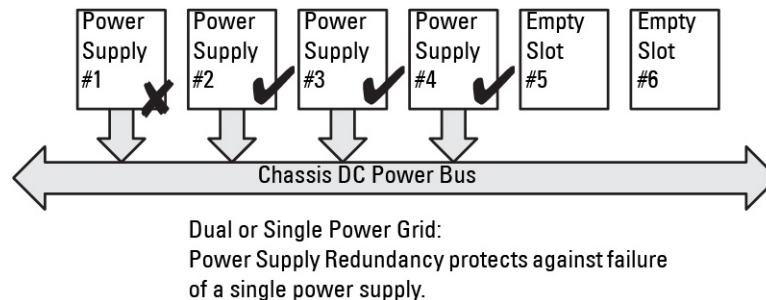 Power Supply #1
Power Supply #2
Power Supply #3
Power Supply #4
Empty Slot #5
Empty Slot #6
Chassis DC Power Bus
Dual or Single Power Grid:
Power Supply Redundancy protects against failure
of a single power supply.